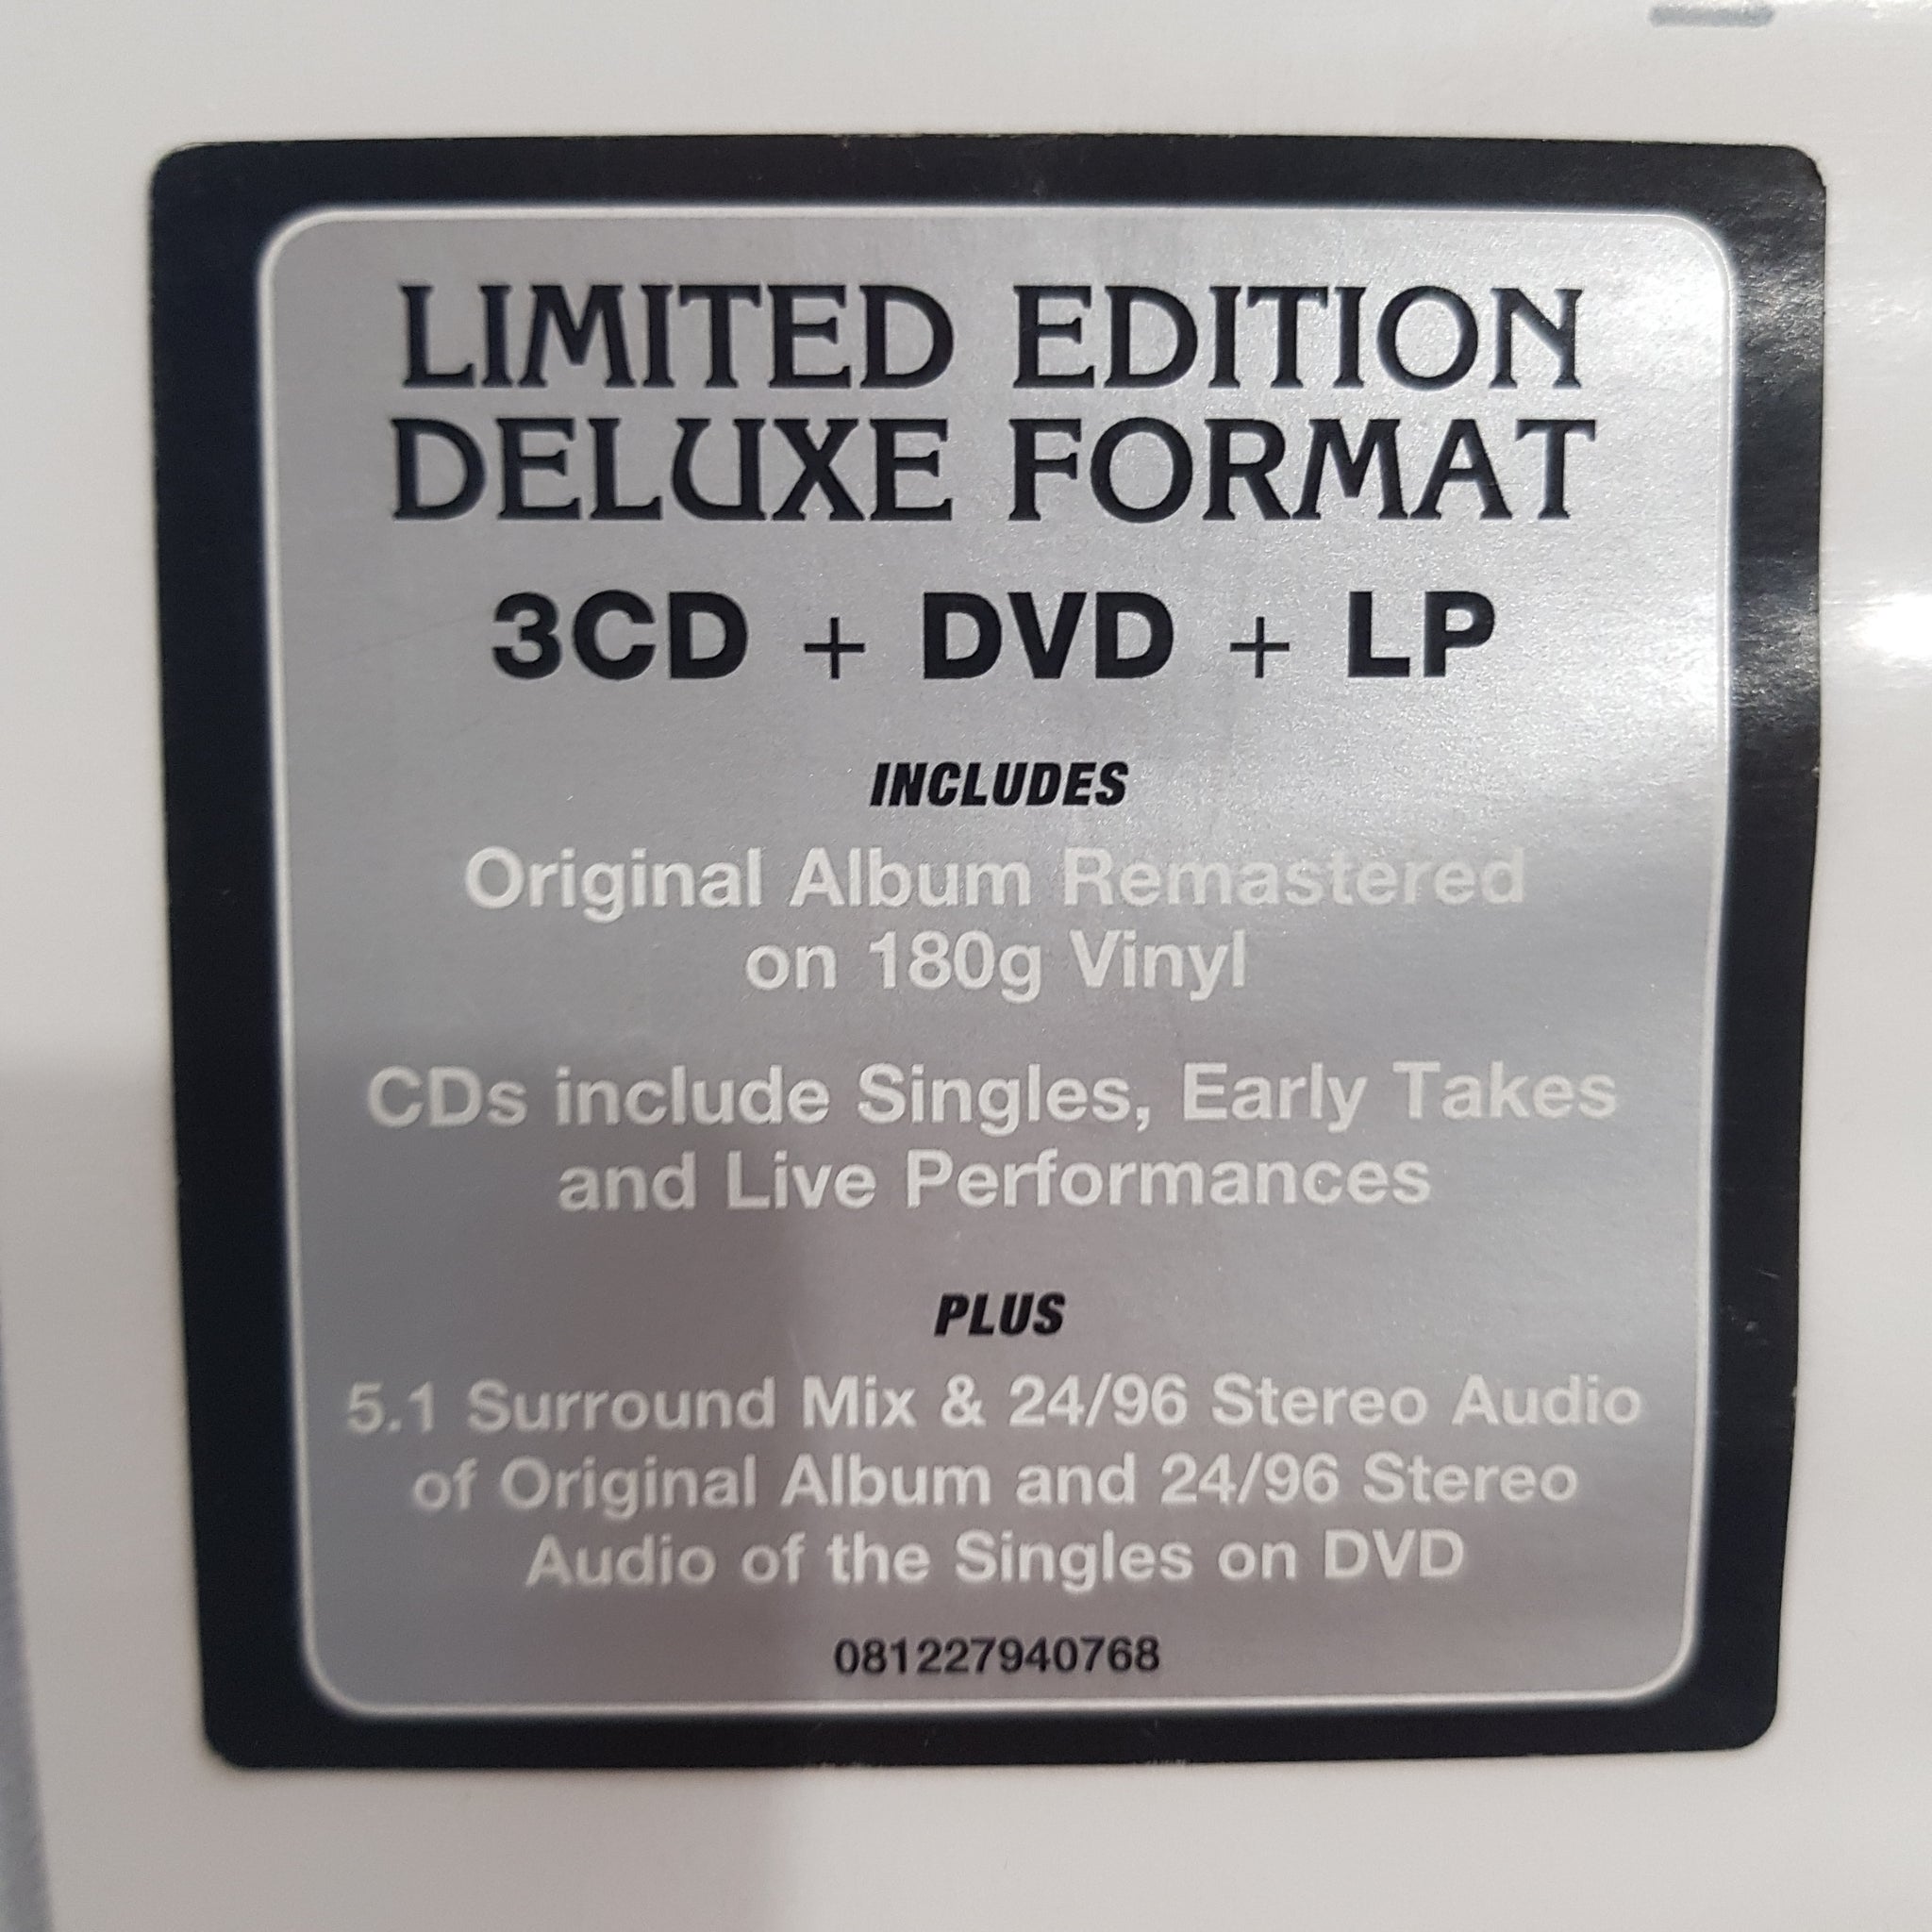 LIMITED EDITION
DELUXE FORMAT
3CD + DVD + LP
INCLUDES
Original Album Remastered
on 180g Vinyl
CDs include Singles, Early Takes
and Live Performances
PLUS
5.1 Surround Mix & 24/96 Stereo Audio
of Original Album and 24/96 Stereo
Audio of the Singles on DVD
081227940768